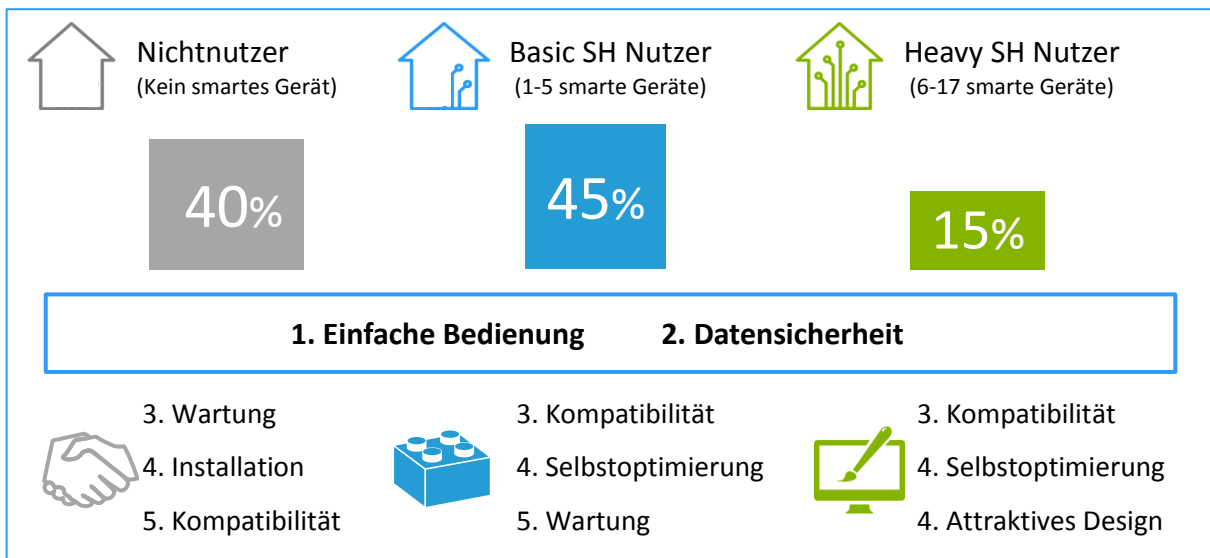 Nichtnutzer
(Kein smartes Gerät)
Basic SH Nutzer
(1-5 smarte Geräte)
Heavy SH Nutzer
(6-17 smarte Geräte)
40%
45%
15%
1. Einfache Bedienung 2. Datensicherheit
3. Wartung
4. Installation
5. Kompatibilität
3. Kompatibilität
4. Selbstoptimierung
5. Wartung
3. Kompatibilität
4. Selbstoptimierung
4. Attraktives Design